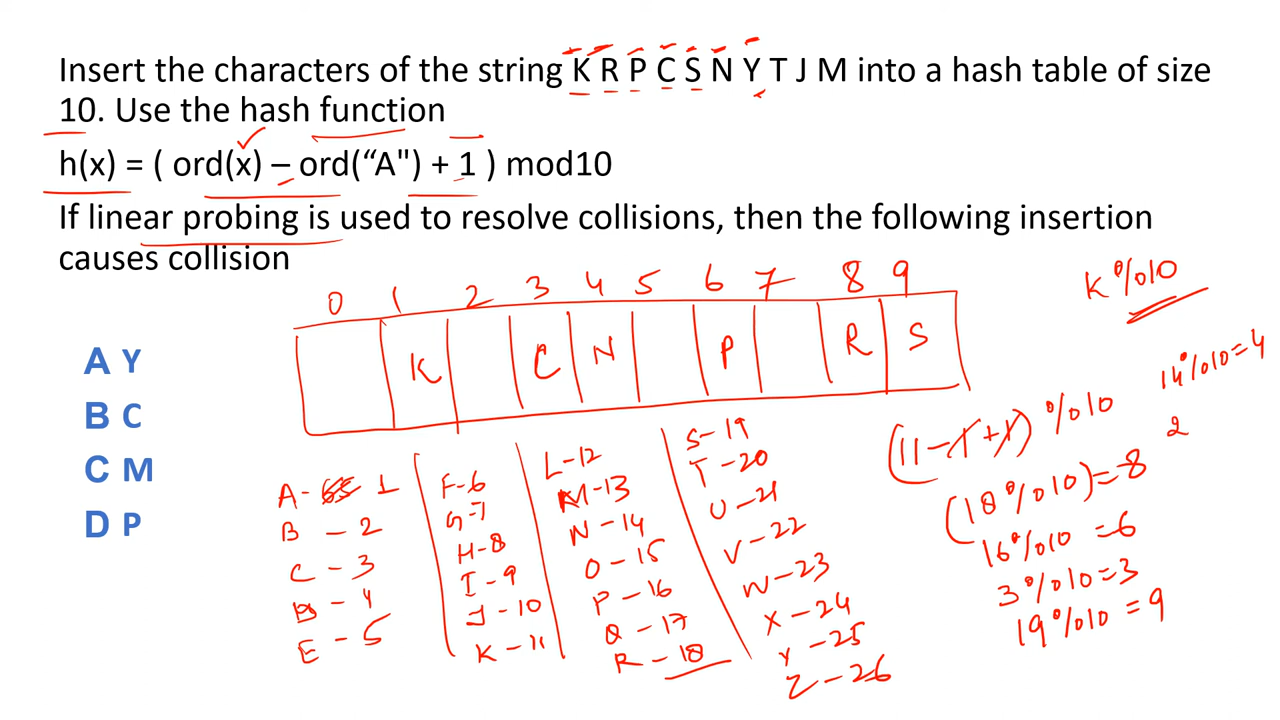 Insert the characters of the string K R P C S N Y T J M into a hash table of size
10. Use the hash function
h(x) = ( ord(x) – ord("A") + 1 ) mod10
If linear probing is used to resolve collisions, then the following insertion
causes collision
K%10
0 1 2 3 4 5 6 7 8 9
K C N P R S
A Y
B C
C M
D P
A - 1
B - 2
C - 3
D - 4
E - 5
F - 6
G - 7
H - 8
I - 9
J - 10
K - 11
L - 12
M - 13
N - 14
O - 15
P - 16
Q - 17
R - 18
S - 19
T - 20
U - 21
V - 22
W - 23
X - 24
Y - 25
Z - 26
14%10=4
2
(11-1+1)%10
(18%10)=8
16%10=6
3%10=3
19%10=9